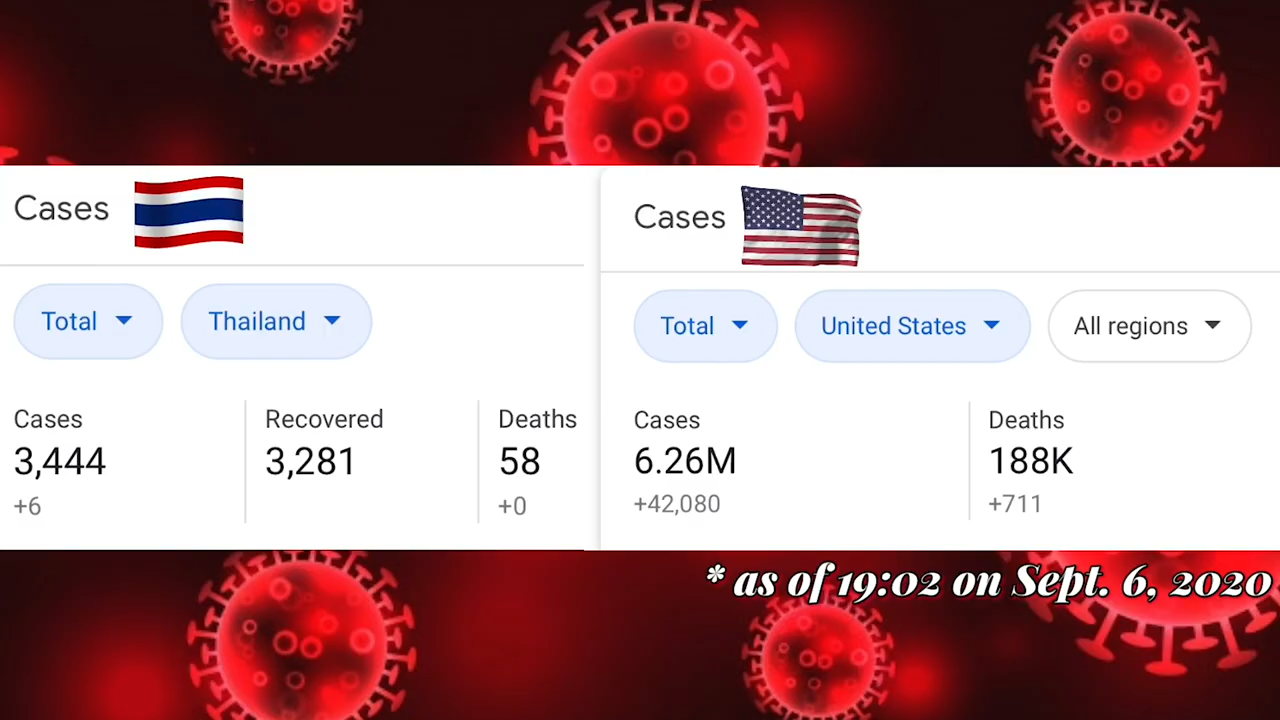 Cases
Total
Thailand
Cases
Recovered
Deaths
3,444
3,281
58
+6
+0
Cases
Total
United States
All regions
Cases
Deaths
6.26M
188K
+42,080
+711
* as of 19:02 on Sept. 6, 2020